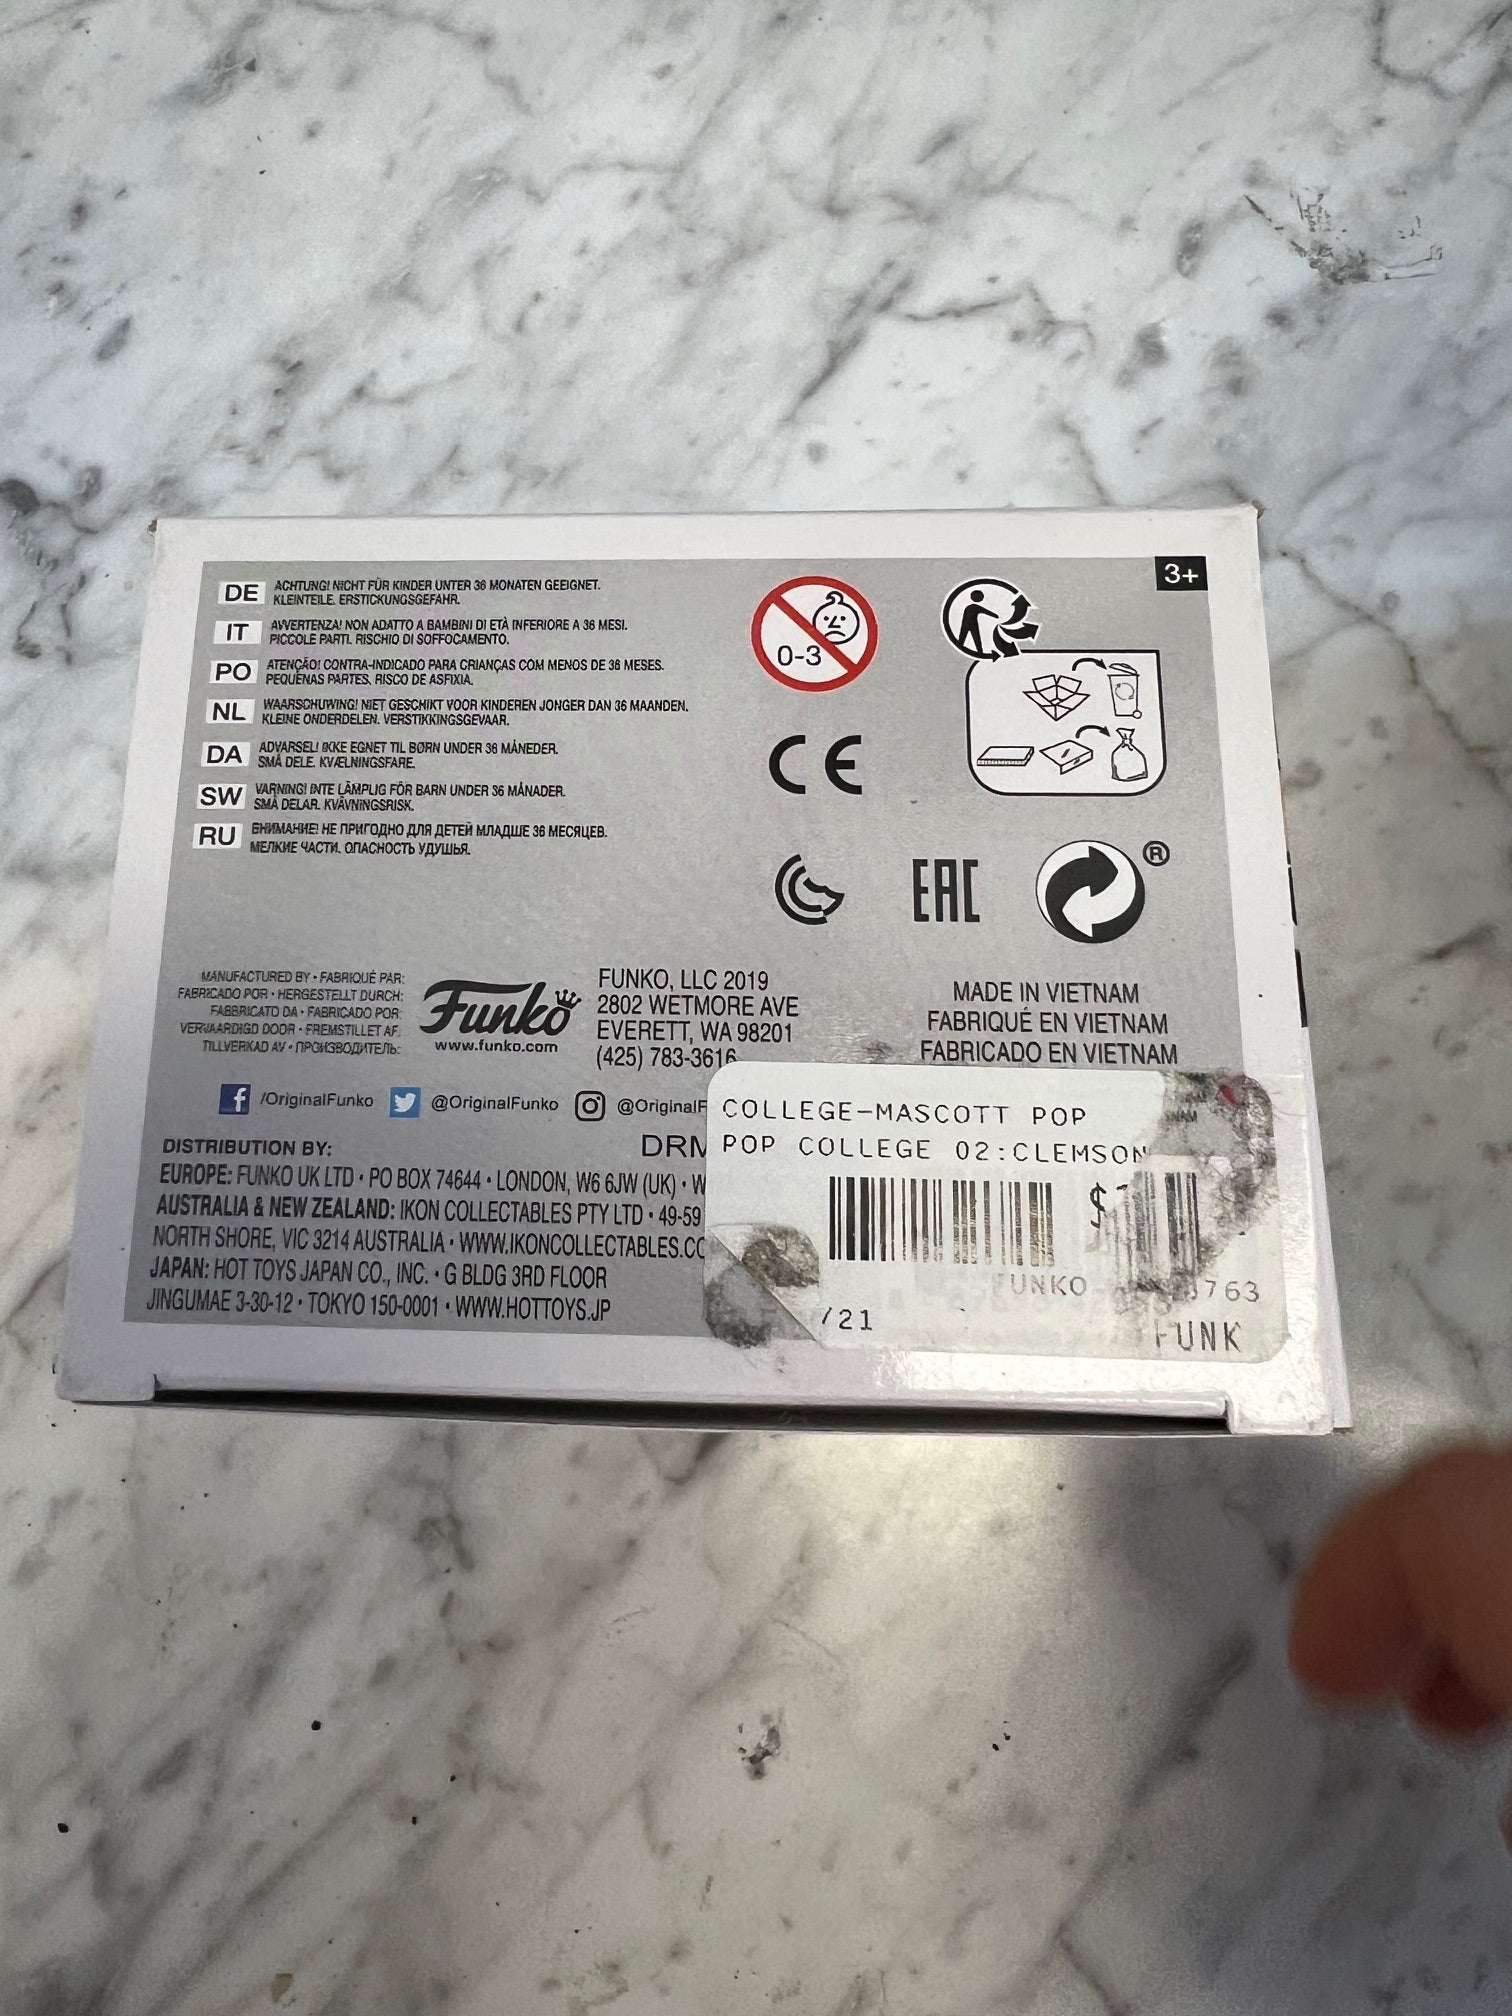 3+
DE ACHTUNG! NICHT FÜR KINDER UNTER 36 MONATEN GEEIGNET.
KLEINTEILE. ERSTICKUNGSGEFAHR.
IT AVVERTENZA! NON ADATTO A BAMBINI DI ETÀ INFERIORE A 36 MESI.
PICCOLE PARTI. RISCHIO DI SOFFOCAMENTO.
PO ATENÇÃO! CONTRA-INDICADO PARA CRIANÇAS COM MENOS DE 36 MESES.
PEQUENAS PARTES. RISCO DE ASFIXIA.
NL WAARSCHUWING! NIET GESCHIKT VOOR KINDEREN JONGER DAN 36 MAANDEN.
KLEINE ONDERDELEN. VERSTIKKINGSGEVAAR.
DA ADVARSEL! IKKE EGNET TIL BØRN UNDER 36 MÅNEDER.
SMÅ DELE. KVÆLNINGSFARE.
SW VARNING! INTE LÄMPLIG FÖR BARN UNDER 36 MÅNADER.
SMÅ DELAR. KVÄVNINGSRISK.
RU ВНИМАНИЕ! НЕ ПРИГОДНО ДЛЯ ДЕТЕЙ МЛАДШЕ 36 МЕСЯЦЕВ.
МЕЛКИЕ ЧАСТИ. ОПАСНОСТЬ УДУШЬЯ.
0-3
CE
EAC
®
MANUFACTURED BY • FABRIQUÉ PAR:
FABRICADO POR • HERGESTELLT DURCH:
FABBRICATO DA • FABRICADO POR:
VERVAARDIGD DOOR • FREMSTILLET AF:
TILLVERKAD AV • ПРОИЗВОДИТЕЛЬ:
Funko
www.funko.com
FUNKO, LLC 2019
2802 WETMORE AVE
EVERETT, WA 98201
(425) 783-3616
MADE IN VIETNAM
FABRIQUÉ EN VIETNAM
FABRICADO EN VIETNAM
f /OriginalFunko @OriginalFunko @OriginalF
DRM
DISTRIBUTION BY:
EUROPE: FUNKO UK LTD • PO BOX 74644 • LONDON, W6 6JW (UK) • W
AUSTRALIA & NEW ZEALAND: IKON COLLECTABLES PTY LTD • 49-59
NORTH SHORE, VIC 3214 AUSTRALIA • WWW.IKONCOLLECTABLES.CO
JAPAN: HOT TOYS JAPAN CO., INC. • G BLDG 3RD FLOOR
JINGUMAE 3-30-12 • TOKYO 150-0001 • WWW.HOTTOYS.JP
COLLEGE-MASCOTT POP
POP COLLEGE 02:CLEMSON
$
FUNKO 763
/21
FUNK